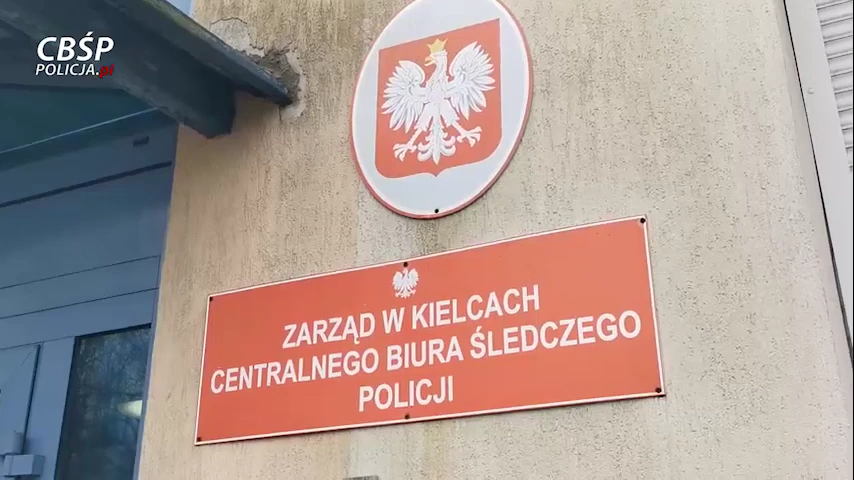 CBŚP
POLICJA.pl
ZARZĄD W KIELCACH
CENTRALNEGO BIURA ŚLEDCZEGO
POLICJI